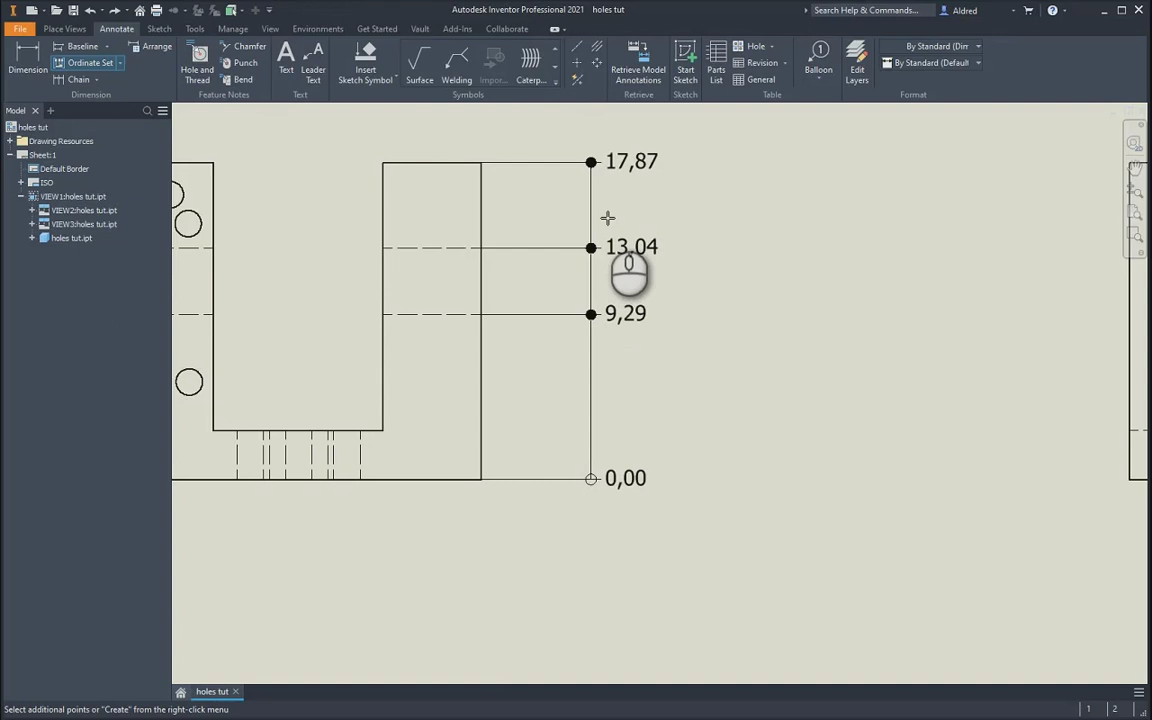 Autodesk Inventor Professional 2021 holes tut
Search Help & Commands...
Aldred
File Place Views Annotate Sketch Tools Manage View Environments Get Started Vault Add-Ins Collaborate
Dimension
Baseline
Ordinate Set
Chain
Arrange
Dimension
Hole and Thread
Chamfer
Punch
Bend
Feature Notes
Text
Leader Text
Text
Insert Sketch Symbol
Surface
Welding
Impor...
Caterp...
Symbols
Retrieve Model Annotations
Retrieve
Start Sketch
Sketch
Parts List
Hole
Revision
General
Table
Balloon
Edit Layers
By Standard (Dim
By Standard (Default
Format
Model
holes tut
Drawing Resources
Sheet:1
Default Border
ISO
VIEW1:holes tut.ipt
VIEW2:holes tut.ipt
VIEW3:holes tut.ipt
holes tut.ipt
17,87
13,04
9,29
0,00
holes tut
Select additional points or "Create" from the right-click menu
1 2